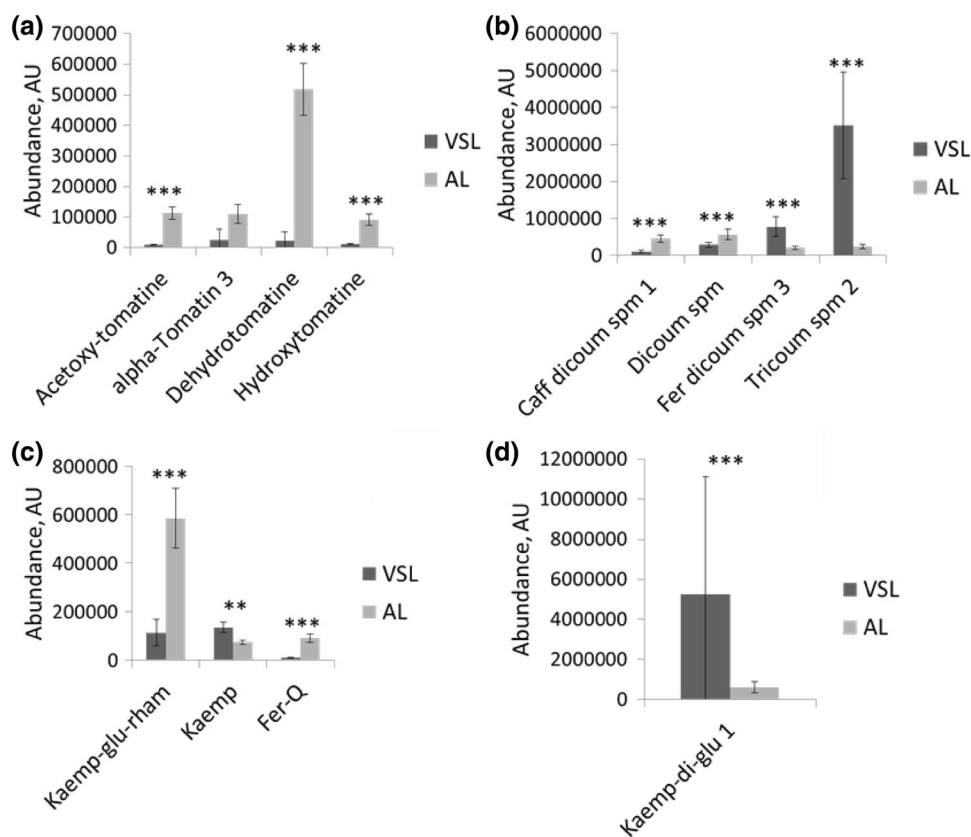 (a)
Abundance, AU
700000
600000
500000
400000
300000
200000
100000
0
***
***
***
VSL
AL
Acetoxy-tomatine
alpha-Tomatin 3
Dehydrotomatine
Hydroxytomatine
(b)
Abundance, AU
6000000
5000000
4000000
3000000
2000000
1000000
0
***
***
***
***
VSL
AL
Caff dicoum spm 1
Dicoum spm
Fer dicoum spm 3
Tricoum spm 2
(c)
Abundance, AU
800000
600000
400000
200000
0
***
**
***
VSL
AL
Kaemp-glu-rham
Kaemp
Fer-Q
(d)
Abundance, AU
12000000
10000000
8000000
6000000
4000000
2000000
0
***
VSL
AL
Kaemp-di-glu 1